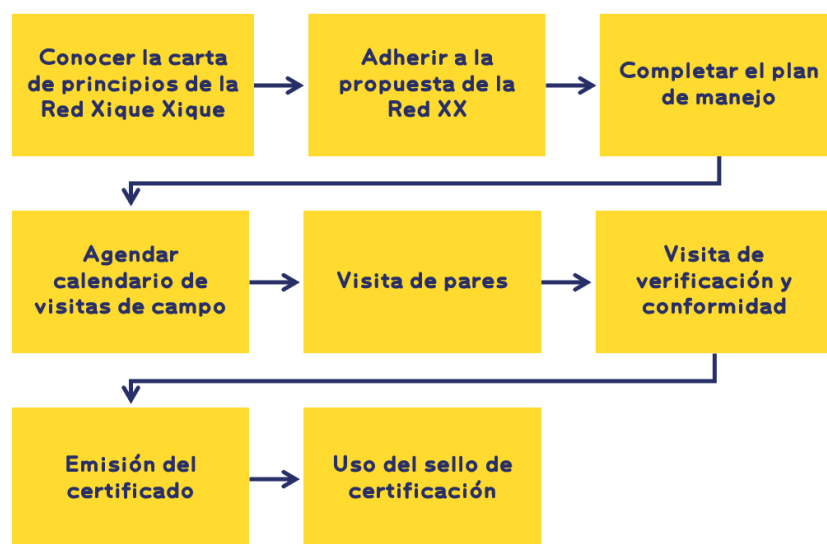 Conocer la carta
de principios de la
Red Xique Xique
Adherir a la
propuesta de la
Red XX
Completar el plan
de manejo
Agendar
calendario de
visitas de campo
Visita de pares
Visita de
verificación y
conformidad
Emisión del
certificado
Uso del sello de
certificación